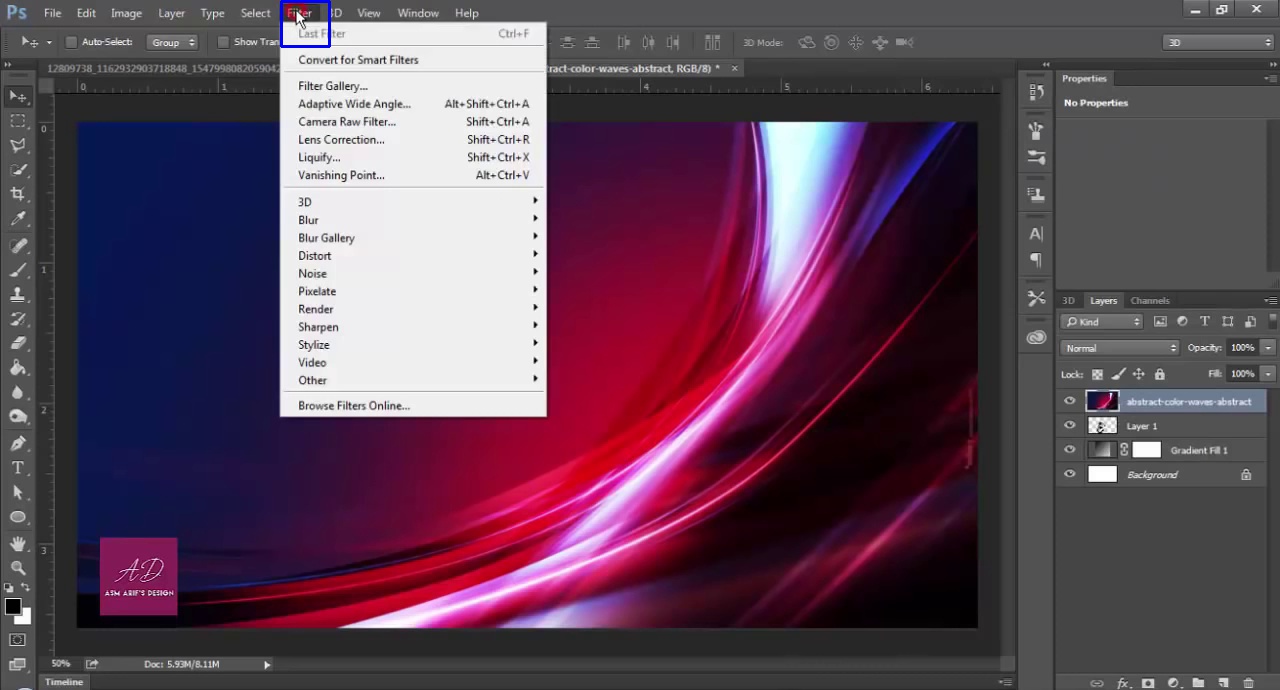 Ps File Edit Image Layer Type Select Filter 3D View Window Help
Auto-Select: Group Show Tran 3D Mode: 3D
tract-color-waves-abstract, RGB/8) * ×
0 1 4 5 6
Last Filter Ctrl+F
Convert for Smart Filters
Filter Gallery...
Adaptive Wide Angle... Alt+Shift+Ctrl+A
Camera Raw Filter... Shift+Ctrl+A
Lens Correction... Shift+Ctrl+R
Liquify... Shift+Ctrl+X
Vanishing Point... Alt+Ctrl+V
3D
Blur
Blur Gallery
Distort
Noise
Pixelate
Render
Sharpen
Stylize
Video
Other
Browse Filters Online...
0
1
2
3
AD
ASM ARIF'S DESIGN
Properties
No Properties
3D Layers Channels
Kind
Normal Opacity: 100%
Lock: Fill: 100%
abstract-color-waves-abstract
Layer 1
Gradient Fill 1
Background
50% Doc: 5.93M/8.11M
Timeline